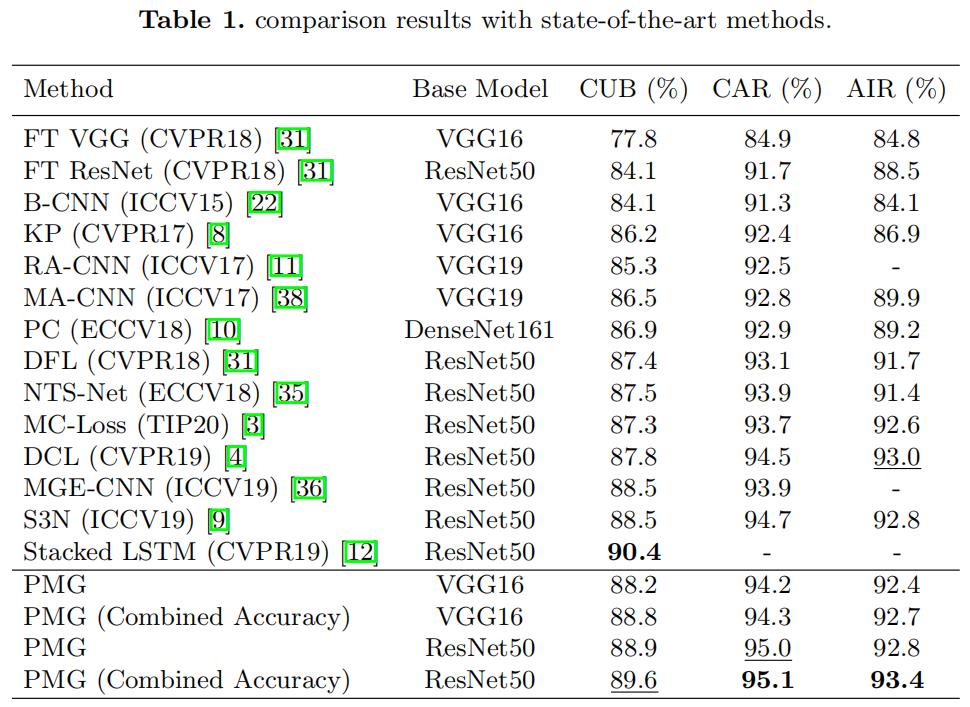 Table 1. comparison results with state-of-the-art methods.
Method Base Model CUB (%) CAR (%) AIR (%)
FT VGG (CVPR18) [31] VGG16 77.8 84.9 84.8
FT ResNet (CVPR18) [31] ResNet50 84.1 91.7 88.5
B-CNN (ICCV15) [22] VGG16 84.1 91.3 84.1
KP (CVPR17) [8] VGG16 86.2 92.4 86.9
RA-CNN (ICCV17) [11] VGG19 85.3 92.5 -
MA-CNN (ICCV17) [38] VGG19 86.5 92.8 89.9
PC (ECCV18) [10] DenseNet161 86.9 92.9 89.2
DFL (CVPR18) [31] ResNet50 87.4 93.1 91.7
NTS-Net (ECCV18) [35] ResNet50 87.5 93.9 91.4
MC-Loss (TIP20) [3] ResNet50 87.3 93.7 92.6
DCL (CVPR19) [4] ResNet50 87.8 94.5 93.0
MGE-CNN (ICCV19) [36] ResNet50 88.5 93.9 -
S3N (ICCV19) [9] ResNet50 88.5 94.7 92.8
Stacked LSTM (CVPR19) [12] ResNet50 90.4 - -
PMG VGG16 88.2 94.2 92.4
PMG (Combined Accuracy) VGG16 88.8 94.3 92.7
PMG ResNet50 88.9 95.0 92.8
PMG (Combined Accuracy) ResNet50 89.6 95.1 93.4